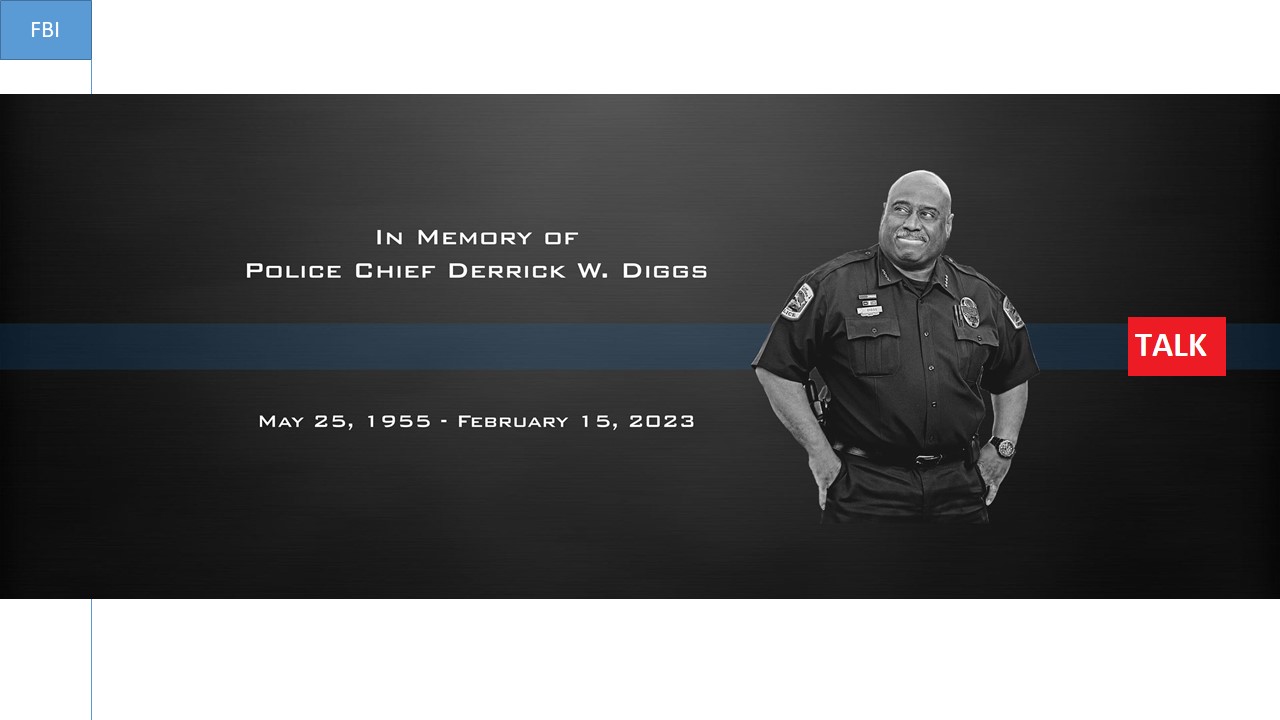 FBI
In Memory of
Police Chief Derrick W. Diggs
TALK
May 25, 1955 - February 15, 2023